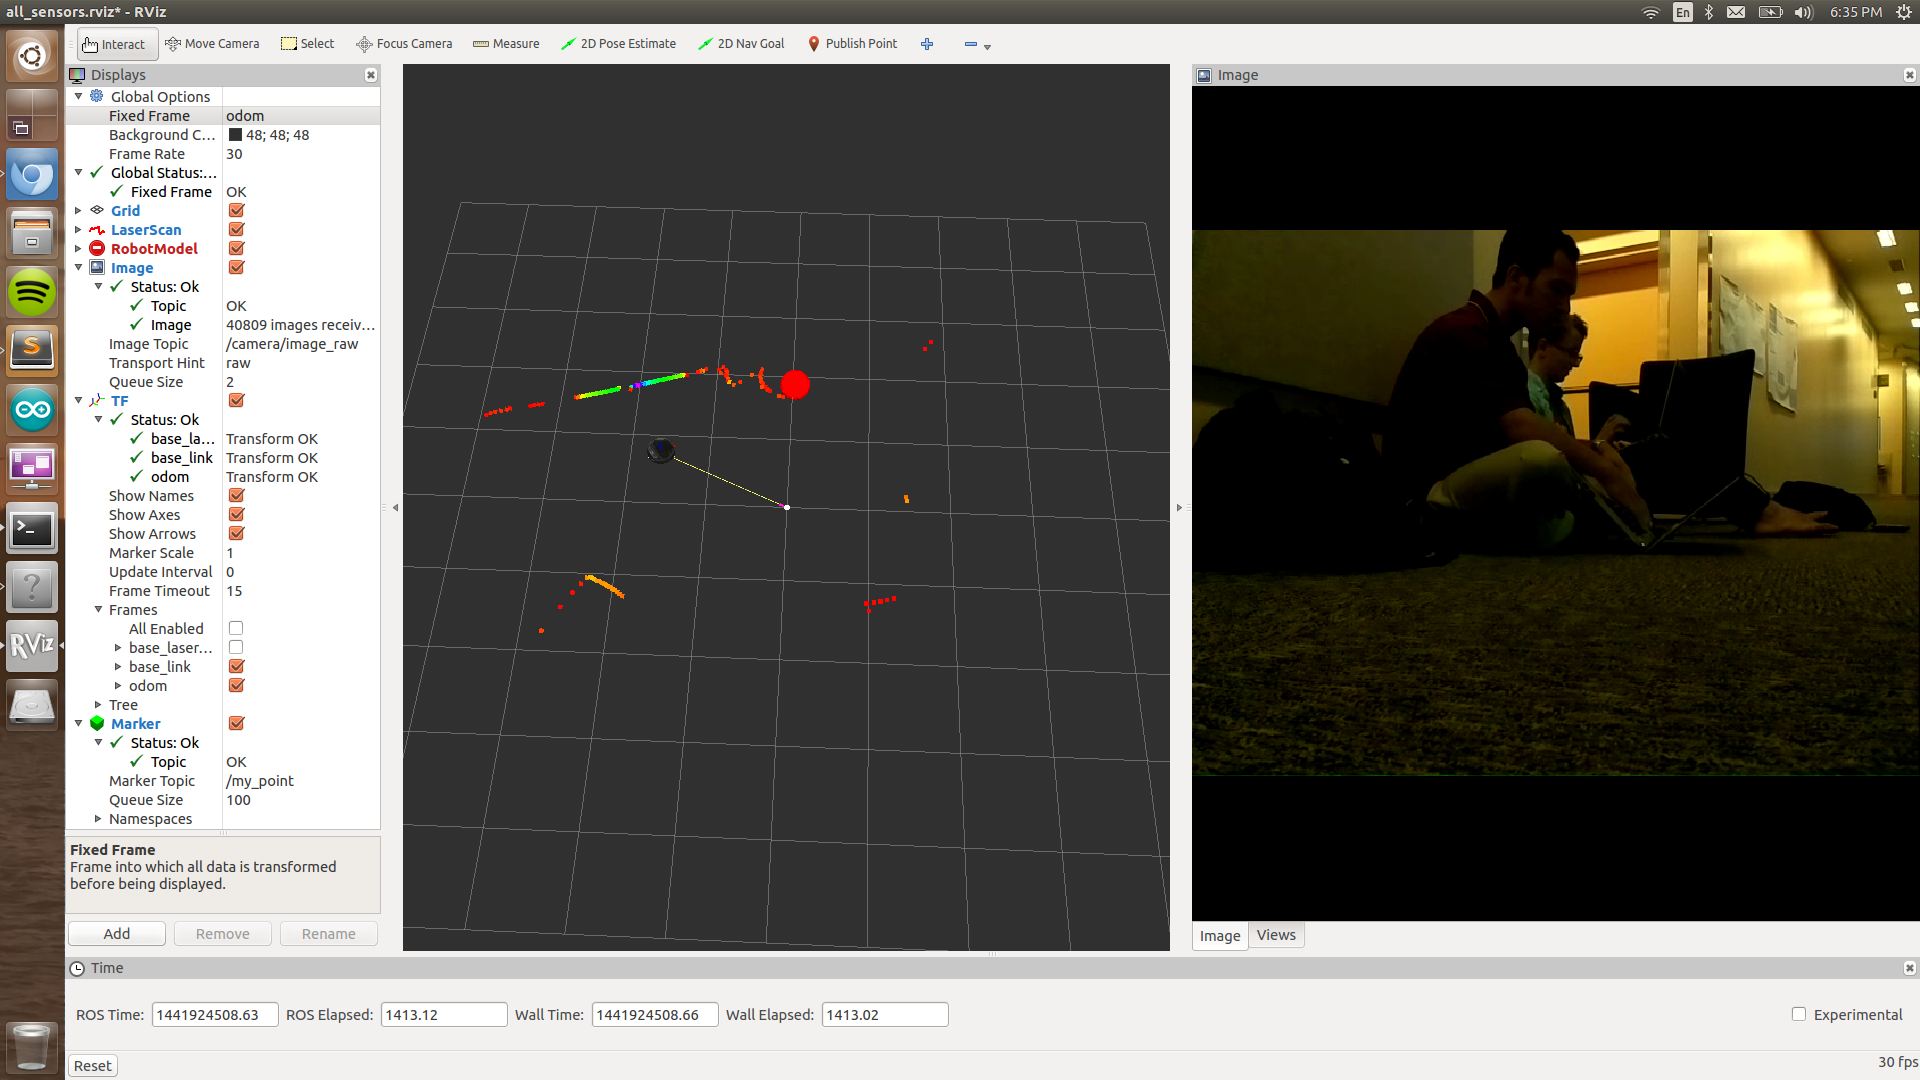 all_sensors.rviz* - RViz
En
6:35 PM
Interact
Move Camera
Select
Focus Camera
Measure
2D Pose Estimate
2D Nav Goal
Publish Point
Displays
Global Options
Fixed Frame odom
Background C... 48; 48; 48
Frame Rate 30
Global Status:...
Fixed Frame OK
Grid
LaserScan
RobotModel
Image
Status: Ok
Topic OK
Image 40809 images receiv...
Image Topic /camera/image_raw
Transport Hint raw
Queue Size 2
TF
Status: Ok
base_la... Transform OK
base_link Transform OK
odom Transform OK
Show Names
Show Axes
Show Arrows
Marker Scale 1
Update Interval 0
Frame Timeout 15
Frames
All Enabled
base_laser...
base_link
odom
Tree
Marker
Status: Ok
Topic OK
Marker Topic /my_point
Queue Size 100
Namespaces
Fixed Frame
Frame into which all data is transformed
before being displayed.
Add
Remove
Rename
Image
Image
Views
Time
ROS Time: 1441924508.63
ROS Elapsed: 1413.12
Wall Time: 1441924508.66
Wall Elapsed: 1413.02
Experimental
Reset
30 fps
S
>_
?
RViz